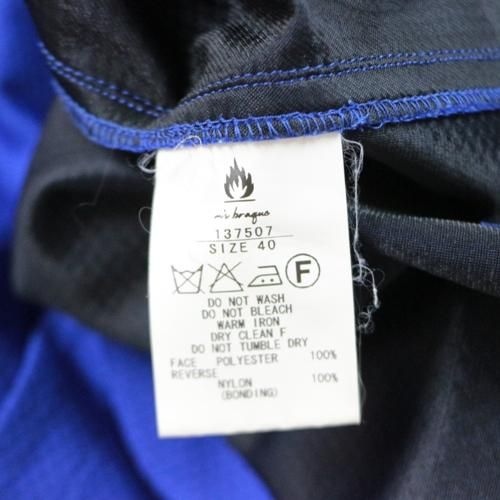 m's braque
137507
SIZE 40
F
DO NOT WASH
DO NOT BLEACH
WARM IRON
DRY CLEAN F
DO NOT TUMBLE DRY
FACE POLYESTER 100%
REVERSE
NYLON 100%
(BONDING)